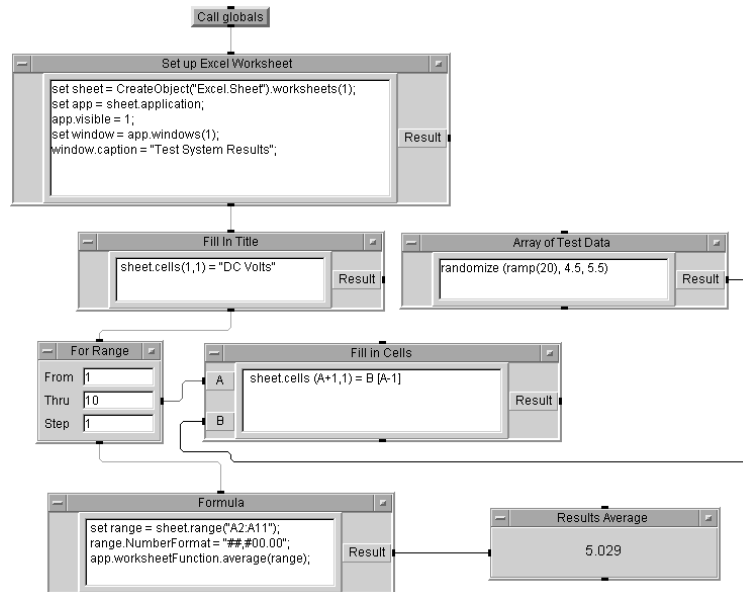 Call globals
Set up Excel Worksheet
set sheet = CreateObject("Excel.Sheet").worksheets(1);
set app = sheet.application;
app.visible = 1;
set window = app.windows(1);
window.caption = "Test System Results";
Result
Fill In Title
sheet.cells(1,1) = "DC Volts"
Result
Array of Test Data
randomize (ramp(20), 4.5, 5.5)
Result
For Range
From 1
Thru 10
Step 1
Fill in Cells
A
B
sheet.cells (A+1,1) = B [A-1]
Result
Formula
set range = sheet.range("A2:A11");
range.NumberFormat = "##,#00.00";
app.worksheetFunction.average(range);
Result
Results Average
5.029